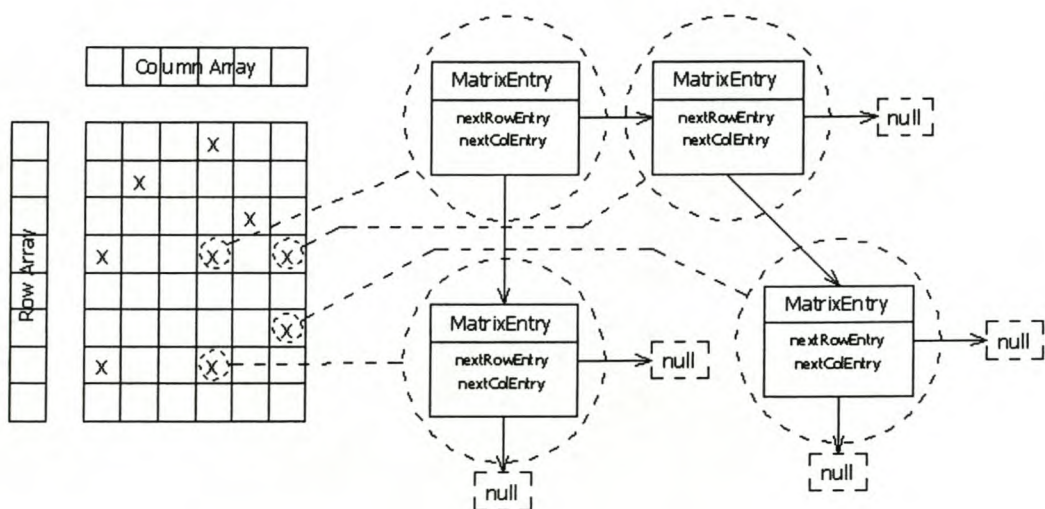 Column Array
Row Array
X
X
X
X
X
X
X
X
X
MatrixEntry
nextRowEntry
nextColEntry
MatrixEntry
nextRowEntry
nextColEntry
null
MatrixEntry
nextRowEntry
nextColEntry
null
null
MatrixEntry
nextRowEntry
nextColEntry
null
null